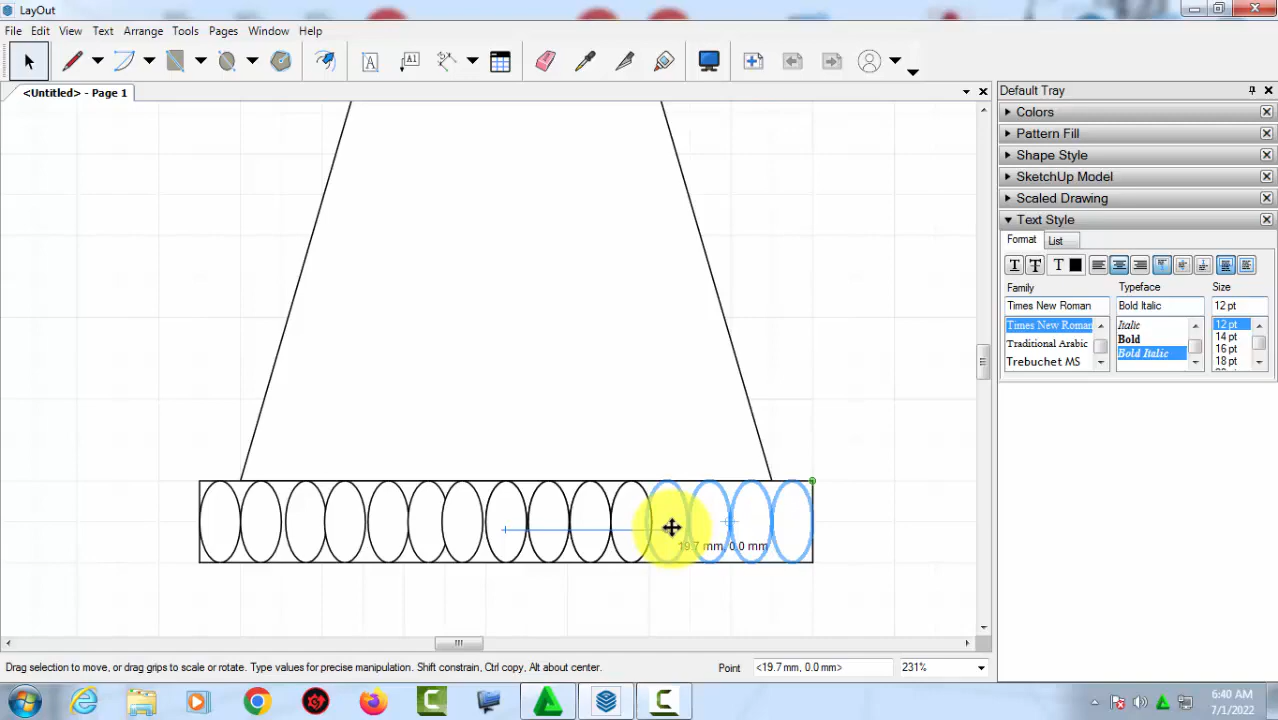 LayOut
File Edit View Text Arrange Tools Pages Window Help
A A1
<Untitled> - Page 1
Default Tray
Colors
Pattern Fill
Shape Style
SketchUp Model
Scaled Drawing
Text Style
Format List
T T T
Family Typeface Size
Times New Roman Bold Italic 12 pt
Times New Roman Italic 12 pt
Traditional Arabic Bold 14 pt
Trebuchet MS Bold Italic 16 pt
18 pt
19.7 mm, 0.0 mm
Drag selection to move, or drag grips to scale or rotate. Type values for precise manipulation. Shift constrain, Ctrl copy, Alt about center. Point <19.7 mm, 0.0 mm> 231%
6:40 AM
7/1/2022